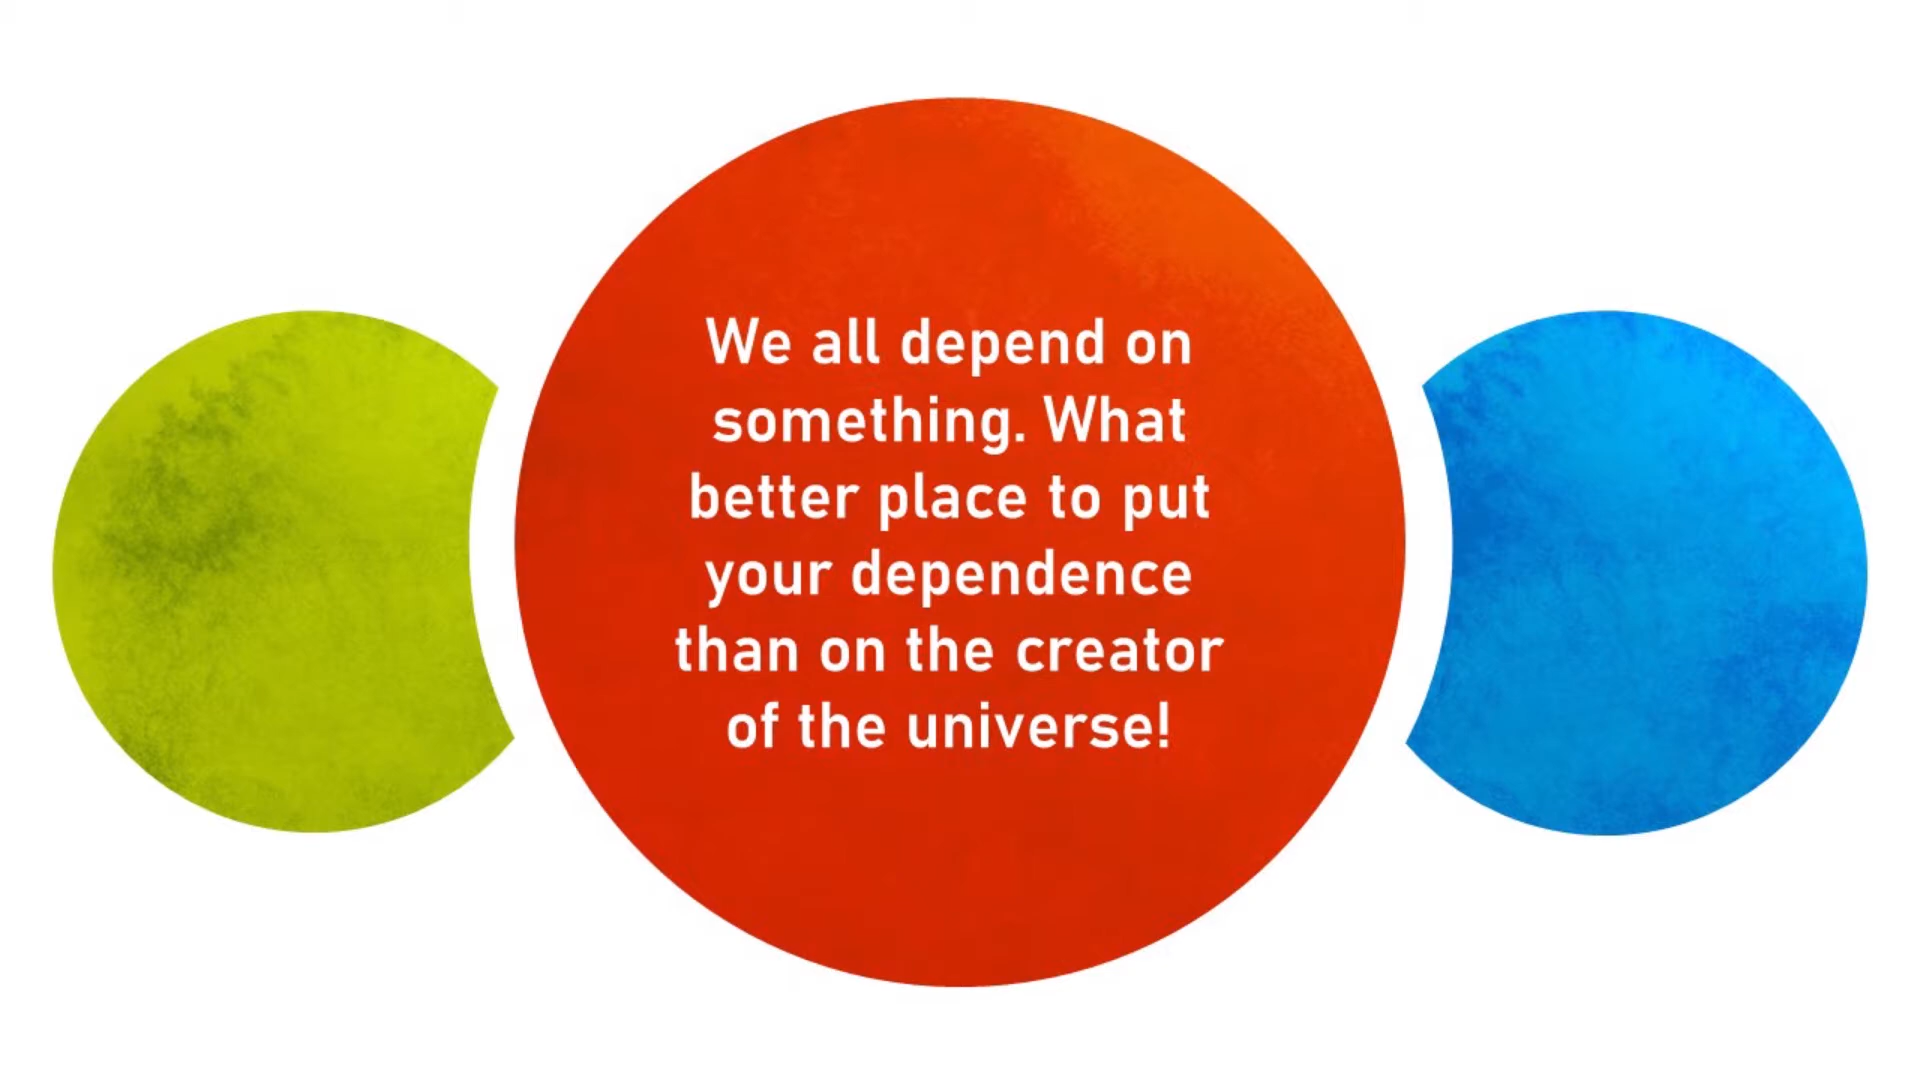 We all depend on
something. What
better place to put
your dependence
than on the creator
of the universe!